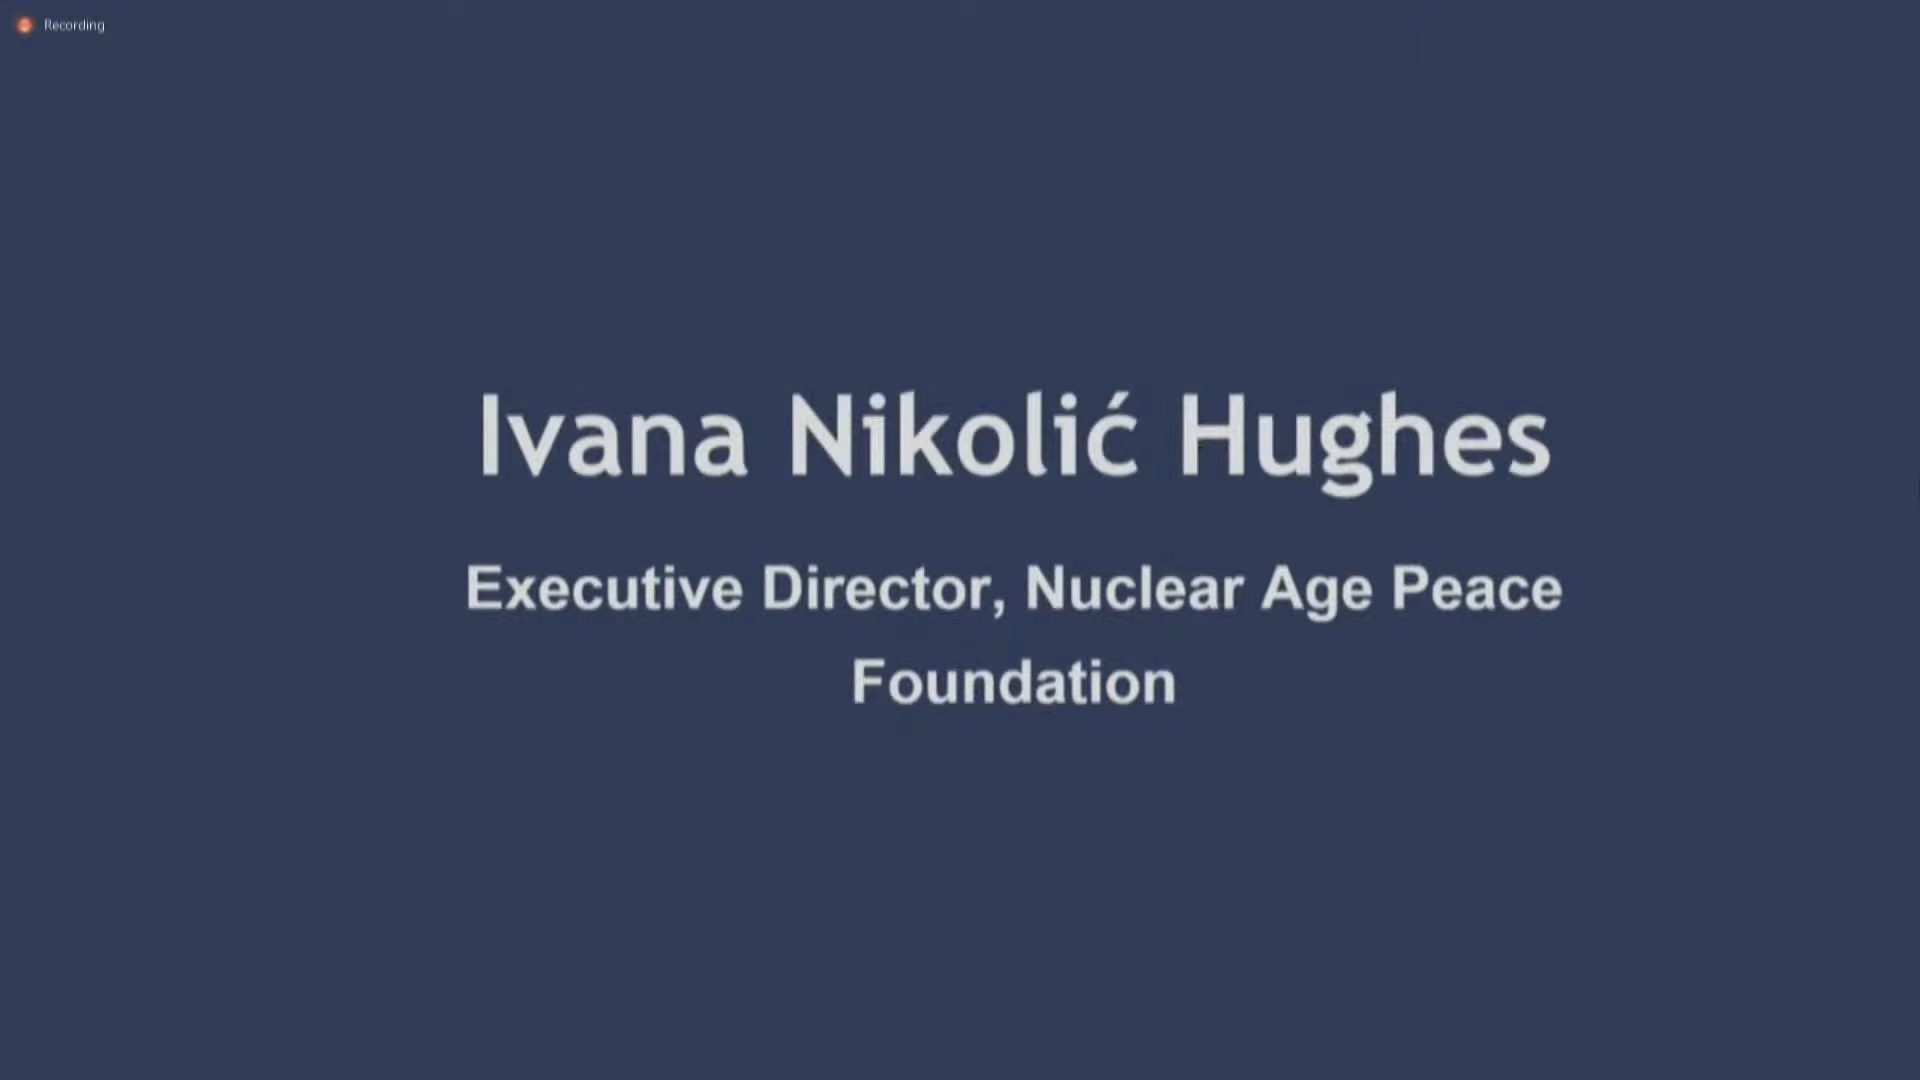 Recording
Ivana Nikolić Hughes
Executive Director, Nuclear Age Peace
Foundation